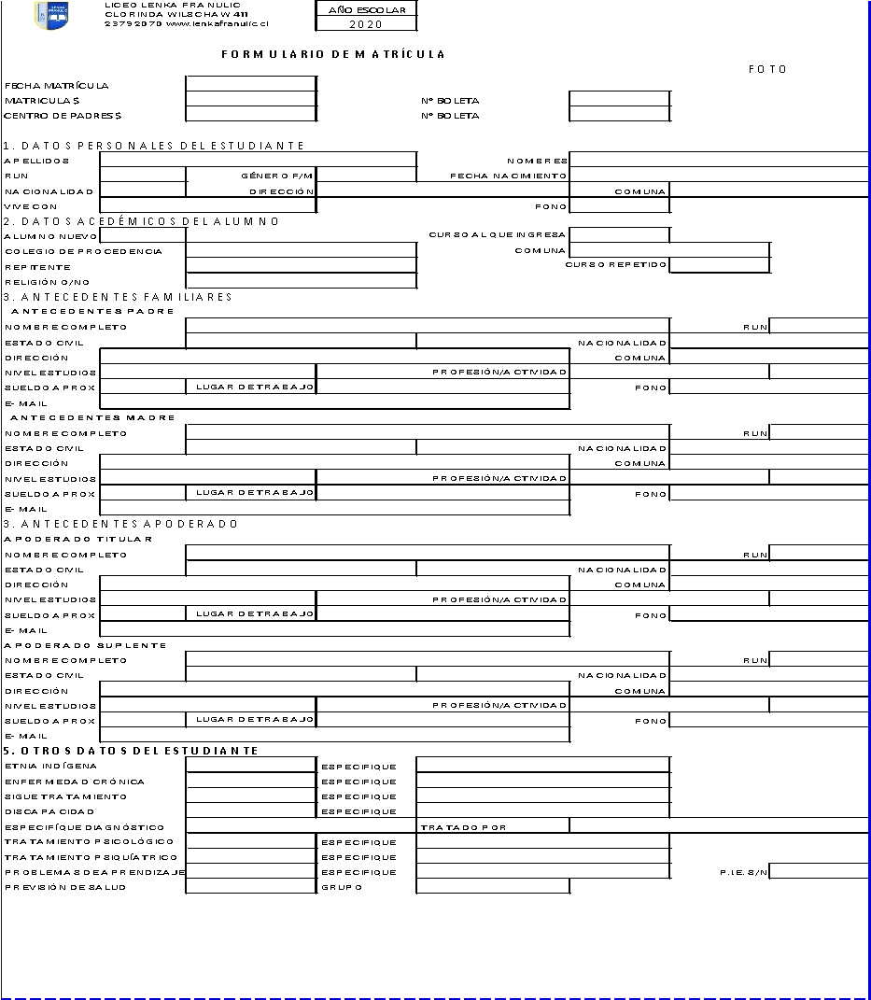 LICEO LENKA FRANULIC
CLORINDA WILSCHAW 411
23792070 www.lenkafranulic.cl
AÑO ESCOLAR
2020
FORMULARIO DE MATRÍCULA
FOTO
FECHA MATRÍCULA
MATRICULA $ Nº BOLETA
CENTRO DE PADRES $ Nº BOLETA
1. DATOS PERSONALES DEL ESTUDIANTE
APELLIDOS NOMBRES
RUN GÉNERO F/M FECHA NACIMIENTO
NACIONALIDAD DIRECCIÓN COMUNA
VIVE CON FONO
2. DATOS ACEDÉMICOS DEL ALUMNO
ALUMNO NUEVO CURSO AL QUE INGRESA
COLEGIO DE PROCEDENCIA COMUNA
REPITENTE CURSO REPETIDO
RELIGIÓN O/NO
3. ANTECEDENTES FAMILIARES
ANTECEDENTES PADRE
NOMBRE COMPLETO RUN
ESTADO CIVIL NACIONALIDAD
DIRECCIÓN COMUNA
NIVEL ESTUDIOS PROFESIÓN/ACTIVIDAD
SUELDO APROX LUGAR DE TRABAJO FONO
E-MAIL
ANTECEDENTES MADRE
NOMBRE COMPLETO RUN
ESTADO CIVIL NACIONALIDAD
DIRECCIÓN COMUNA
NIVEL ESTUDIOS PROFESIÓN/ACTIVIDAD
SUELDO APROX LUGAR DE TRABAJO FONO
E-MAIL
3. ANTECEDENTES APODERADO
APODERADO TITULAR
NOMBRE COMPLETO RUN
ESTADO CIVIL NACIONALIDAD
DIRECCIÓN COMUNA
NIVEL ESTUDIOS PROFESIÓN/ACTIVIDAD
SUELDO APROX LUGAR DE TRABAJO FONO
E-MAIL
APODERADO SUPLENTE
NOMBRE COMPLETO RUN
ESTADO CIVIL NACIONALIDAD
DIRECCIÓN COMUNA
NIVEL ESTUDIOS PROFESIÓN/ACTIVIDAD
SUELDO APROX LUGAR DE TRABAJO FONO
E-MAIL
5. OTROS DATOS DEL ESTUDIANTE
ETNIA INDÍGENA ESPECIFIQUE
ENFERMEDAD CRÓNICA ESPECIFIQUE
SIGUE TRATAMIENTO ESPECIFIQUE
DISCAPACIDAD ESPECIFIQUE
ESPECIFÍQUE DIAGNÓSTICO TRATADO POR
TRATAMIENTO PSICOLÓGICO ESPECIFIQUE
TRATAMIENTO PSIQUÍATRICO ESPECIFIQUE
PROBLEMAS DE APRENDIZAJE ESPECIFIQUE P.I.E. S/N
PREVISIÓN DE SALUD GRUPO